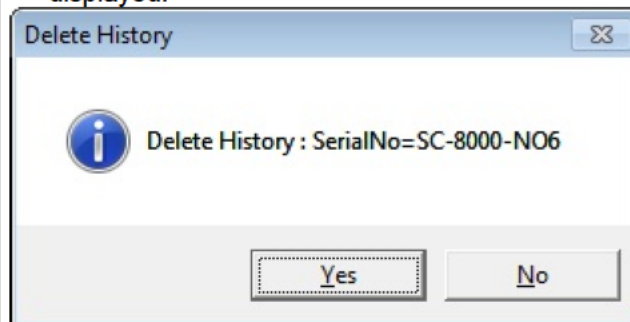 Delete History
Delete History : SerialNo=SC-8000-NO6
Yes
No